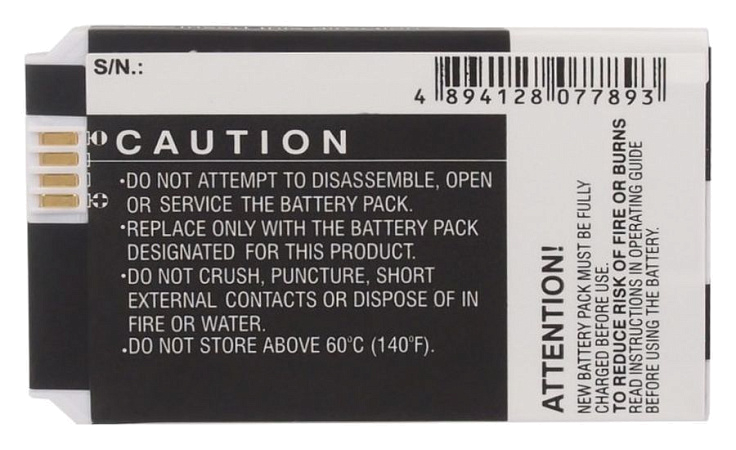 S/N.:
4 894128 077893
CAUTION
•DO NOT ATTEMPT TO DISASSEMBLE, OPEN
OR SERVICE THE BATTERY PACK.
•REPLACE ONLY WITH THE BATTERY PACK
DESIGNATED FOR THIS PRODUCT.
•DO NOT CRUSH, PUNCTURE, SHORT
EXTERNAL CONTACTS OR DISPOSE OF IN
FIRE OR WATER.
•DO NOT STORE ABOVE 60°C (140°F).
ATTENTION!
NEW BATTERY PACK MUST BE FULLY
CHARGED BEFORE USE.
TO REDUCE RISK OF FIRE OR BURNS
READ INSTRUCTIONS IN OPERATING GUIDE
BEFORE USING THE BATTERY.